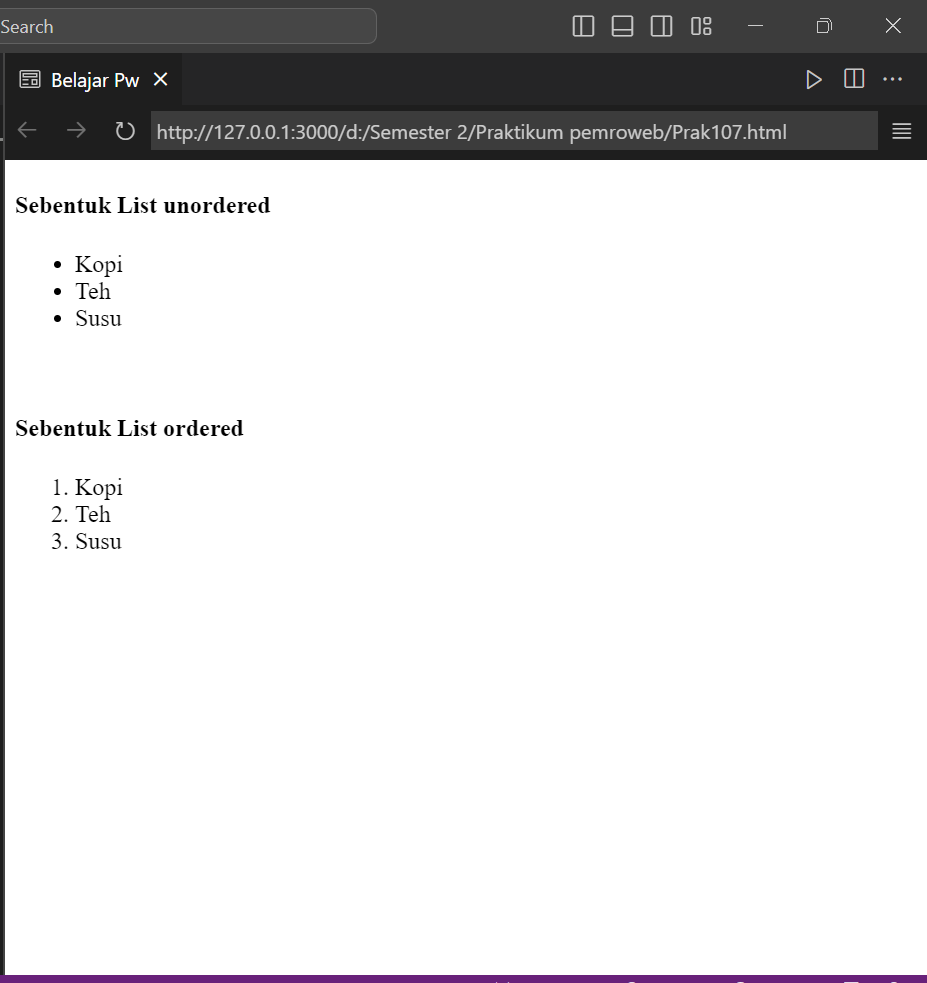 Search
Belajar Pw
http://127.0.0.1:3000/d:/Semester 2/Praktikum pemroweb/Prak107.html
Sebentuk List unordered
• Kopi
• Teh
• Susu
Sebentuk List ordered
1. Kopi
2. Teh
3. Susu